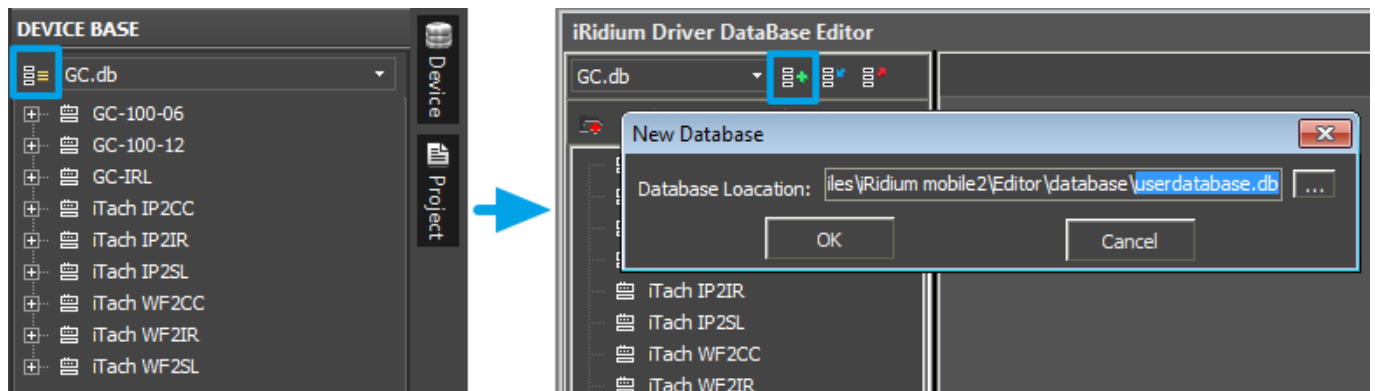 DEVICE BASE
GC.db
GC-100-06
GC-100-12
GC-IRL
iTach IP2CC
iTach IP2IR
iTach IP2SL
iTach WF2CC
iTach WF2IR
iTach WF2SL
Device
Project
iRidium Driver DataBase Editor
GC.db
New Database
Database Loacation: iles\iRidium mobile2\Editor\database\userdatabase.db ...
OK Cancel
iTach IP2IR
iTach IP2SL
iTach WF2CC
iTach WF2IR